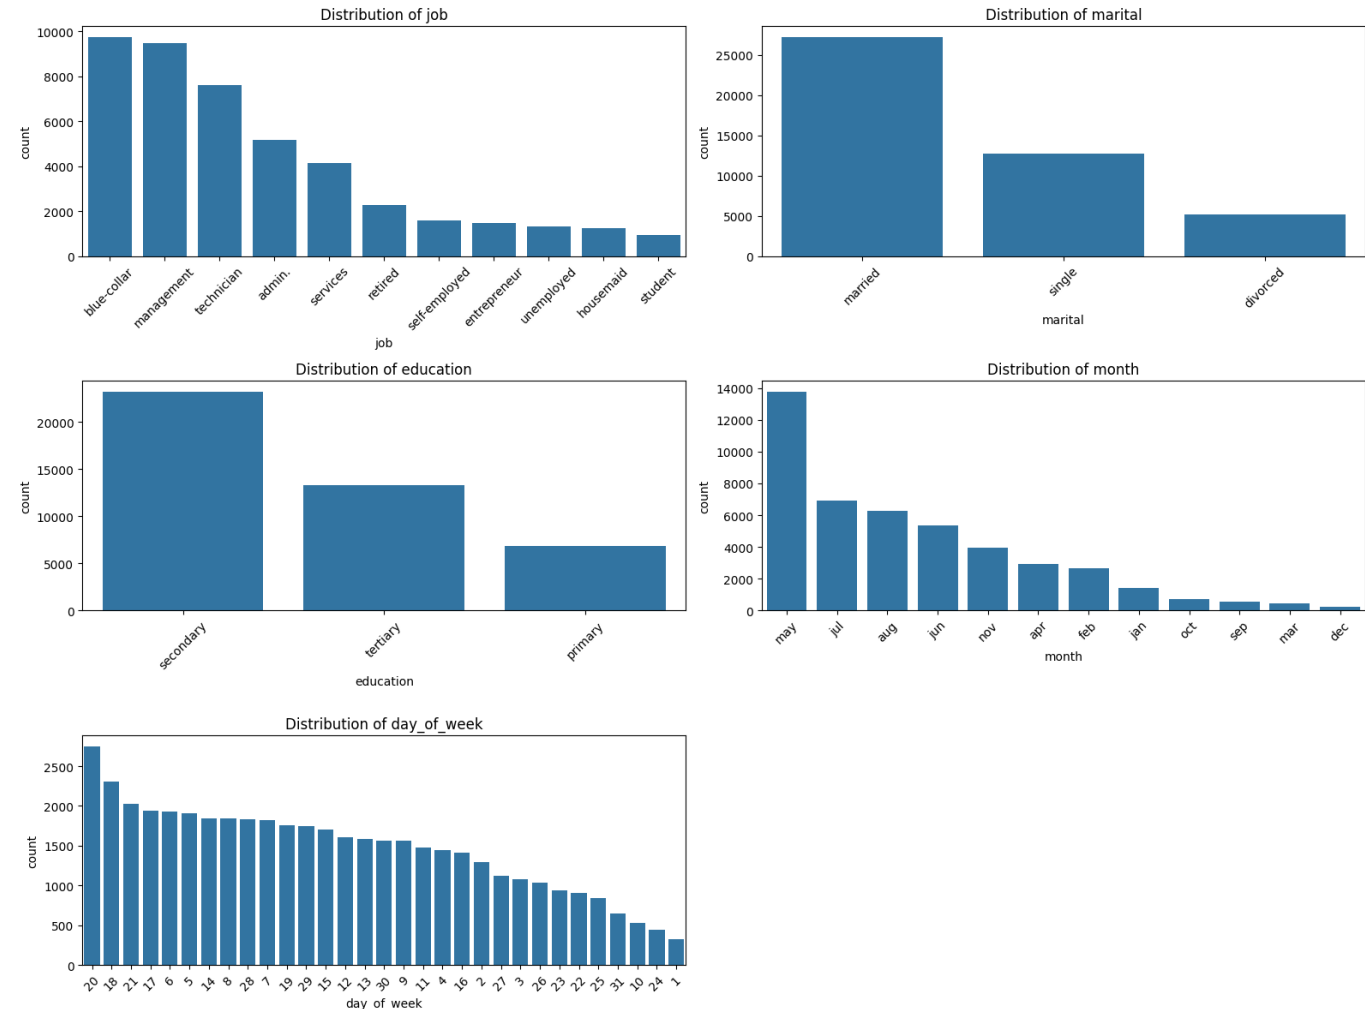 Distribution of job
10000
8000
6000
4000
2000
0
count
blue-collar
management
technician
admin.
services
retired
self-employed
entrepreneur
unemployed
housemaid
student
job
Distribution of marital
25000
20000
15000
10000
5000
0
count
married
single
divorced
marital
Distribution of education
20000
15000
10000
5000
0
count
secondary
tertiary
primary
education
Distribution of month
14000
12000
10000
8000
6000
4000
2000
0
count
may
jul
aug
jun
nov
apr
feb
jan
oct
sep
mar
dec
month
Distribution of day_of_week
2500
2000
1500
1000
500
0
count
20
18
21
17
6
5
14
8
28
7
19
29
15
12
13
30
9
11
4
16
2
27
3
26
23
22
25
31
10
24
1
day_of_week